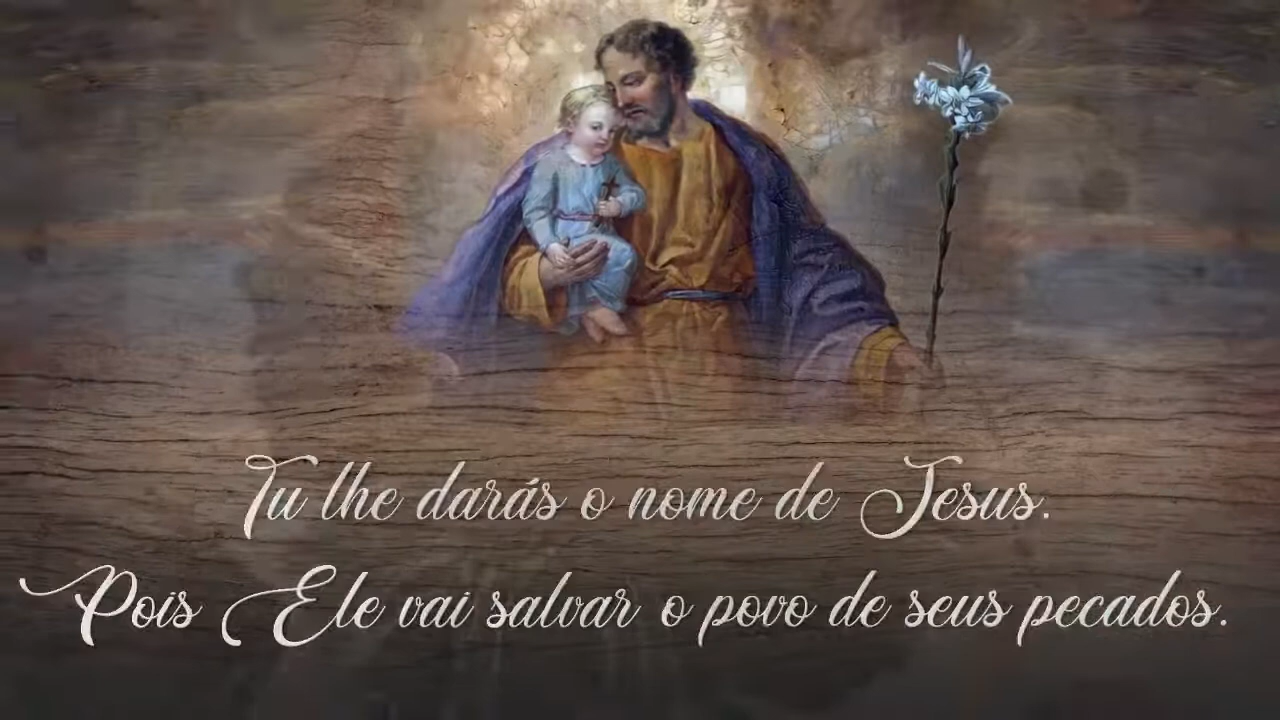 Tu lhe darás o nome de Jesus.
Pois Ele vai salvar o povo de seus pecados.